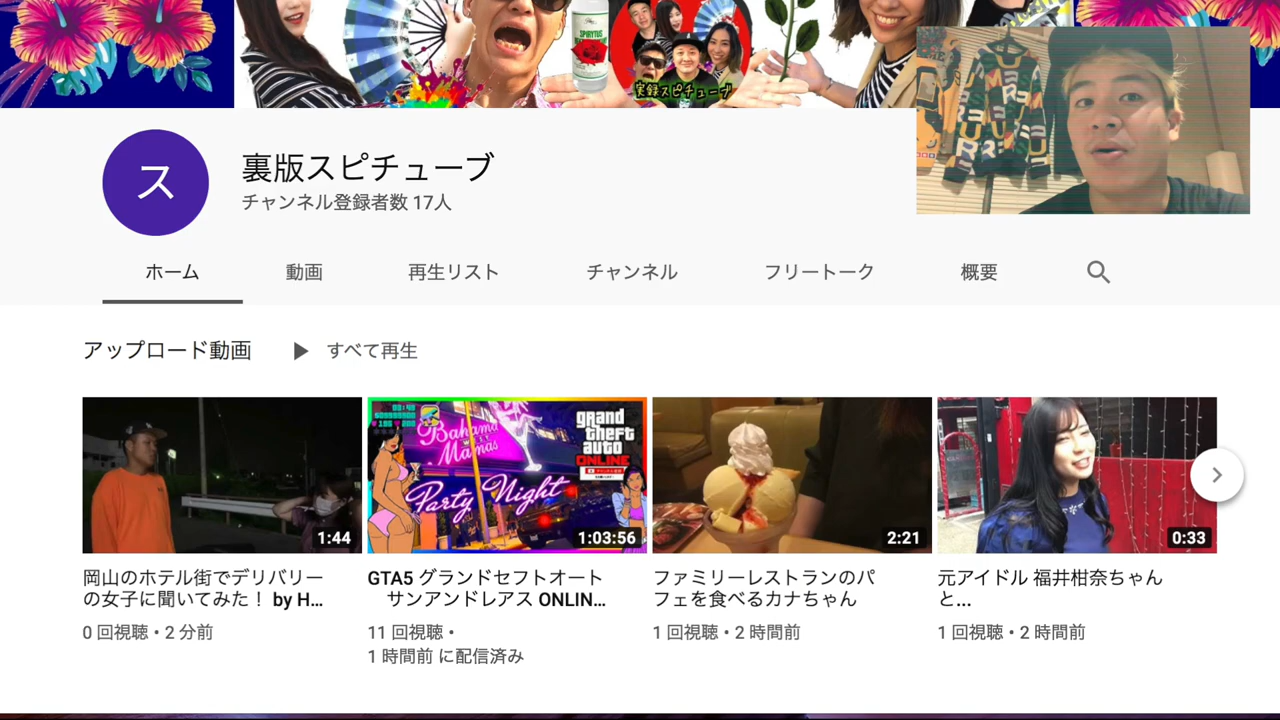 SPIRYTUS
実録スピチューブ
ス
裏版スピチューブ
チャンネル登録者数 17人
ホーム
動画
再生リスト
チャンネル
フリートーク
概要
アップロード動画
すべて再生
Bahama
Mamas
Party Night
grand
theft
auto
ONLINE
1:44
1:03:56
2:21
0:33
岡山のホテル街でデリバリー
の女子に聞いてみた！ by H...
0 回視聴・2 分前
GTA5 グランドセフトオート
サンアンドレアス ONLIN...
11 回視聴・
1 時間前 に配信済み
ファミリーレストランのパ
フェを食べるカナちゃん
1 回視聴・2 時間前
元アイドル 福井柑奈ちゃん
と...
1 回視聴・2 時間前